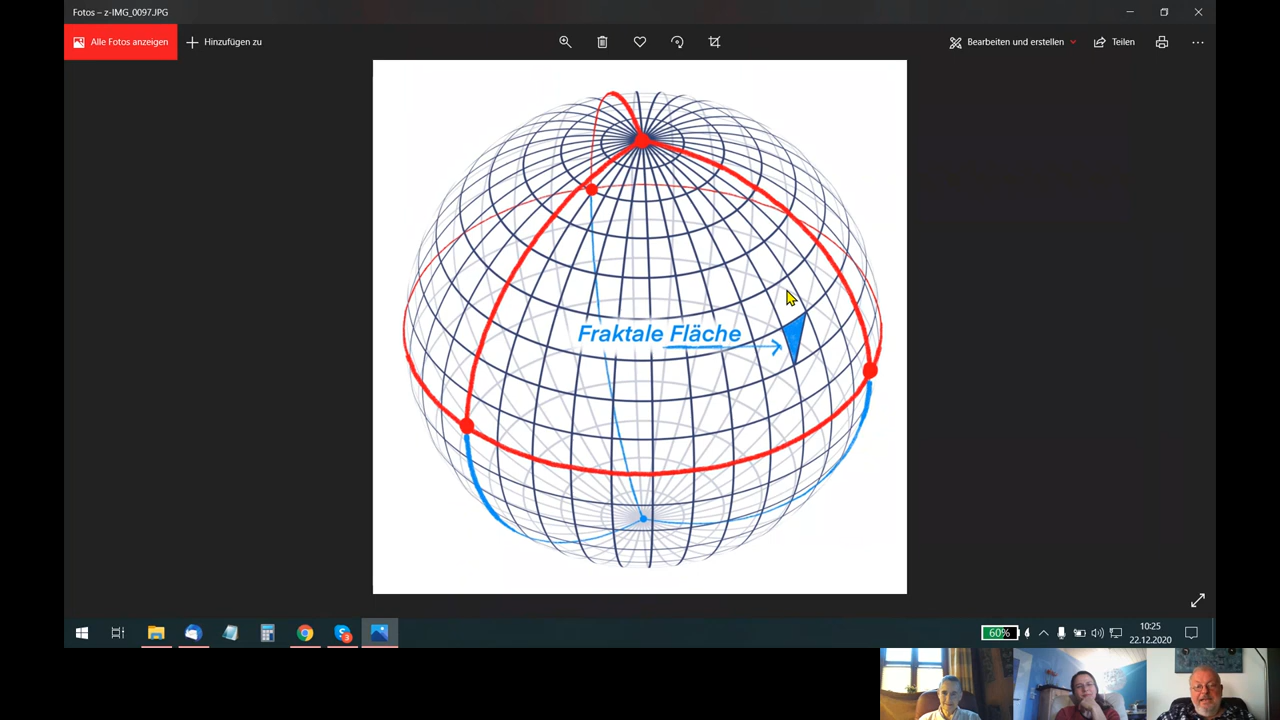 Fotos – z-IMG_0097.JPG
Alle Fotos anzeigen
Hinzufügen zu
Bearbeiten und erstellen
Teilen
Fraktale Fläche
60%
3
10:25
22.12.2020